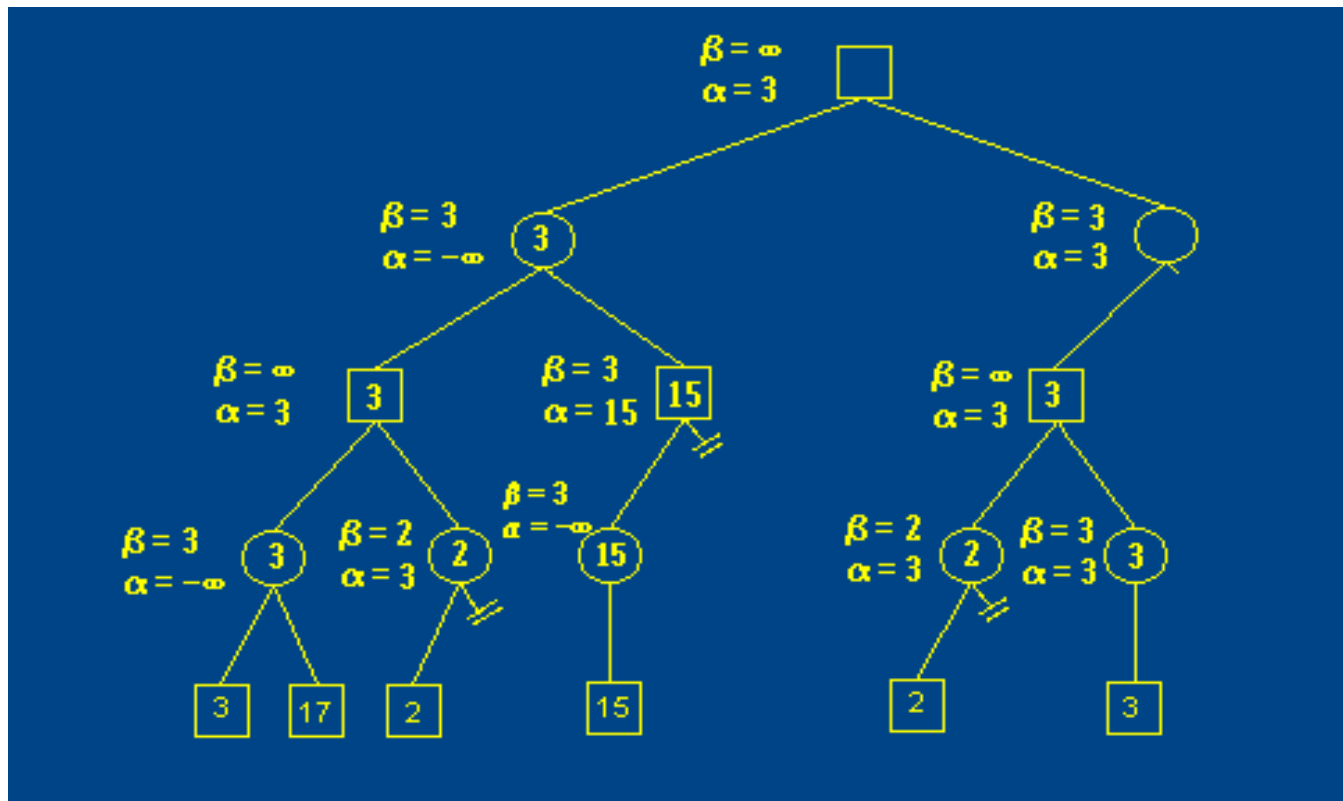 β = ∞
α = 3
β = 3
α = -∞
3
β = 3
α = 3
β = ∞
α = 3
3
β = 3
α = 15
15
β = ∞
α = 3
3
β = 3
α = -∞
3
β = 2
α = 3
2
β = 3
α = -∞
15
β = 2
α = 3
2
β = 3
α = 3
3
3
17
2
15
2
3